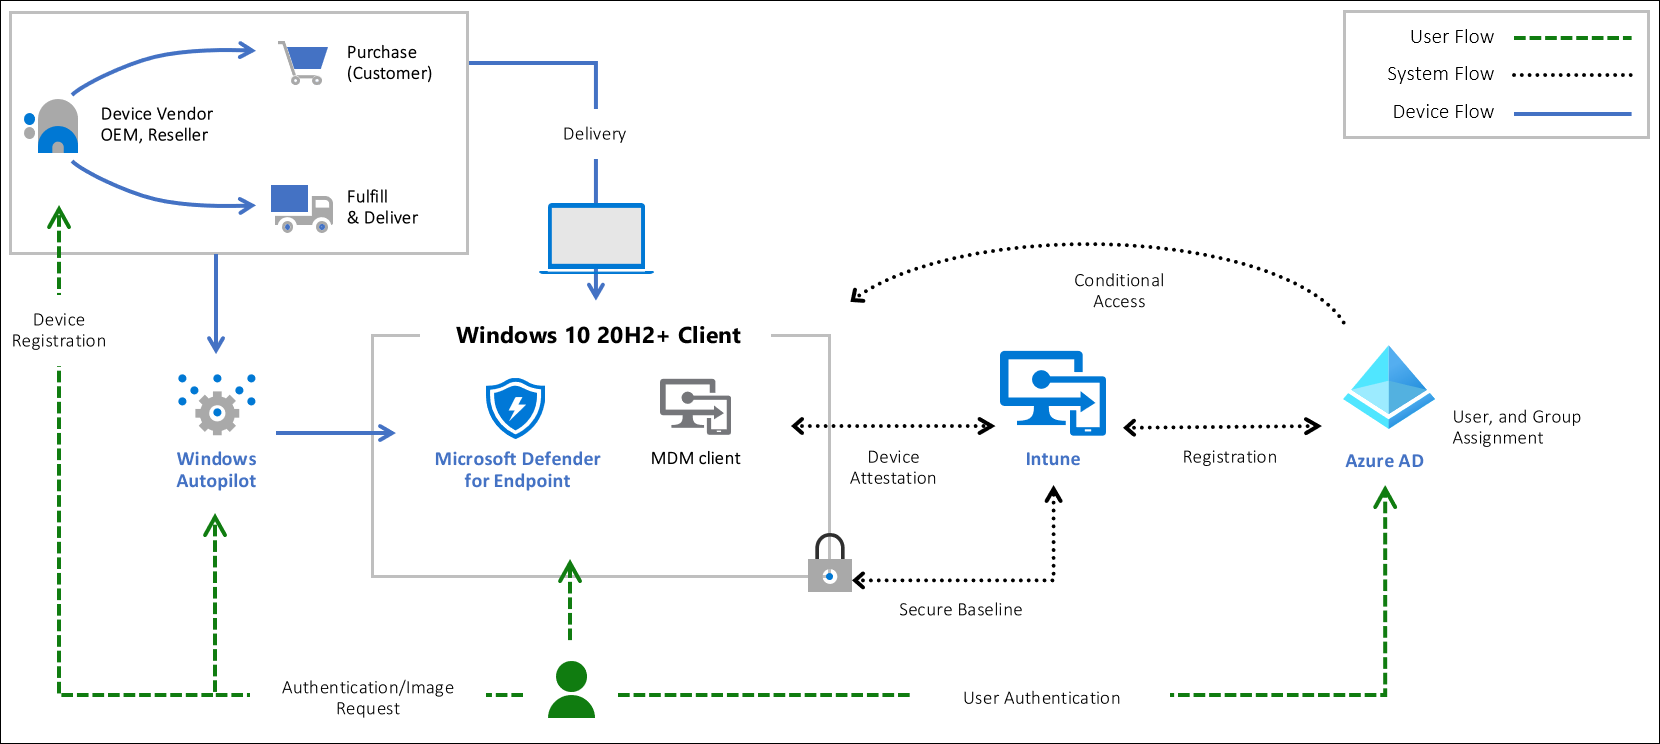 Purchase
(Customer)
Device Vendor
OEM, Reseller
Fulfill
& Deliver
Delivery
User Flow
System Flow
Device Flow
Device
Registration
Conditional
Access
Windows 10 20H2+ Client
Windows
Autopilot
Microsoft Defender
for Endpoint
MDM client
Device
Attestation
Intune
Registration
Azure AD
User, and Group
Assignment
Secure Baseline
Authentication/Image
Request
User Authentication